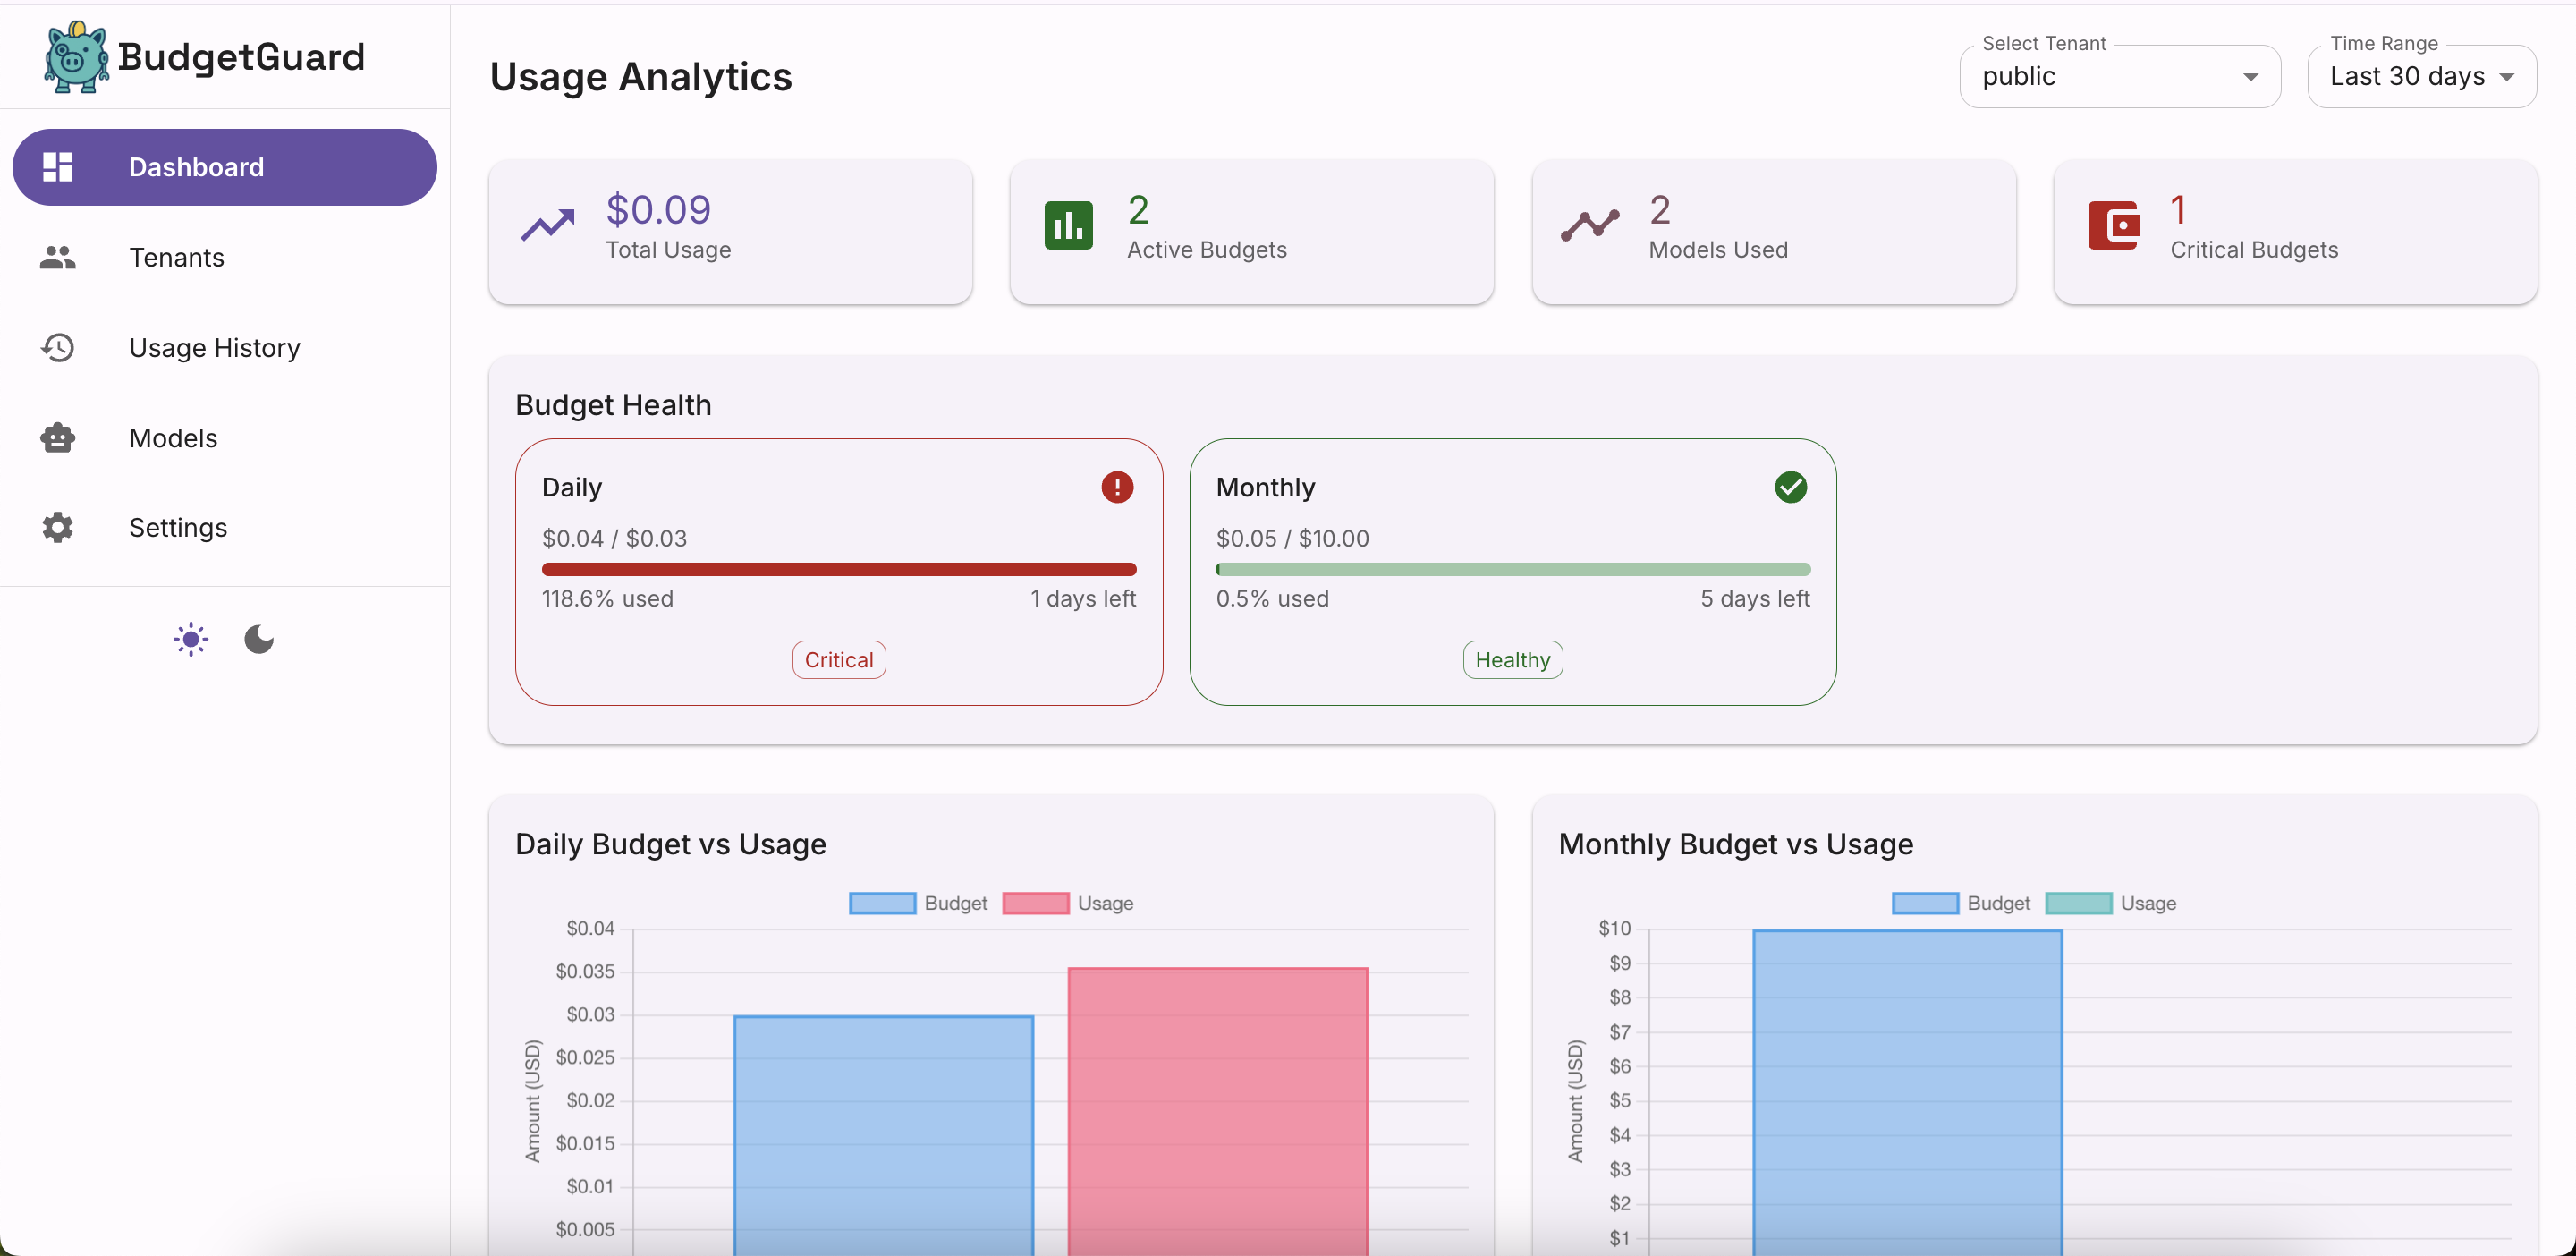 BudgetGuard
Dashboard
Tenants
Usage History
Models
Settings
Usage Analytics
Select Tenant
public
Time Range
Last 30 days
$0.09
Total Usage
2
Active Budgets
2
Models Used
1
Critical Budgets
Budget Health
Daily
$0.04 / $0.03
118.6% used
1 days left
Critical
Monthly
$0.05 / $10.00
0.5% used
5 days left
Healthy
Daily Budget vs Usage
Budget
Usage
Amount (USD)
$0.04
$0.035
$0.03
$0.025
$0.02
$0.015
$0.01
$0.005
Monthly Budget vs Usage
Budget
Usage
Amount (USD)
$10
$9
$8
$7
$6
$5
$4
$3
$2
$1